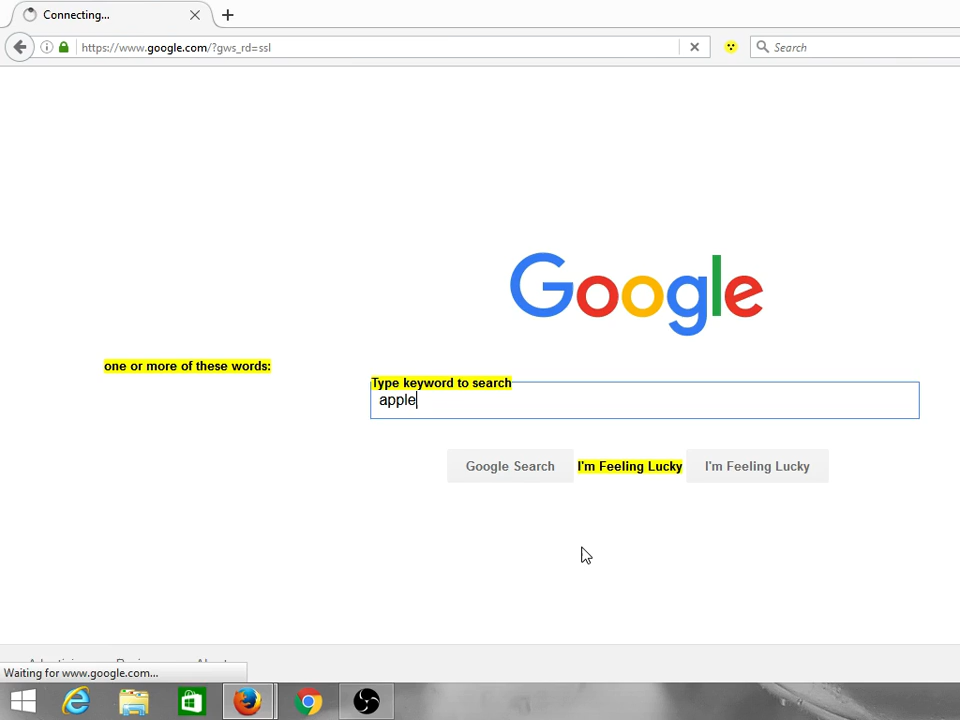 Connecting...
https://www.google.com/?gws_rd=ssl
Search
Google
one or more of these words:
Type keyword to search
apple
Google Search I'm Feeling Lucky I'm Feeling Lucky
Waiting for www.google.com...